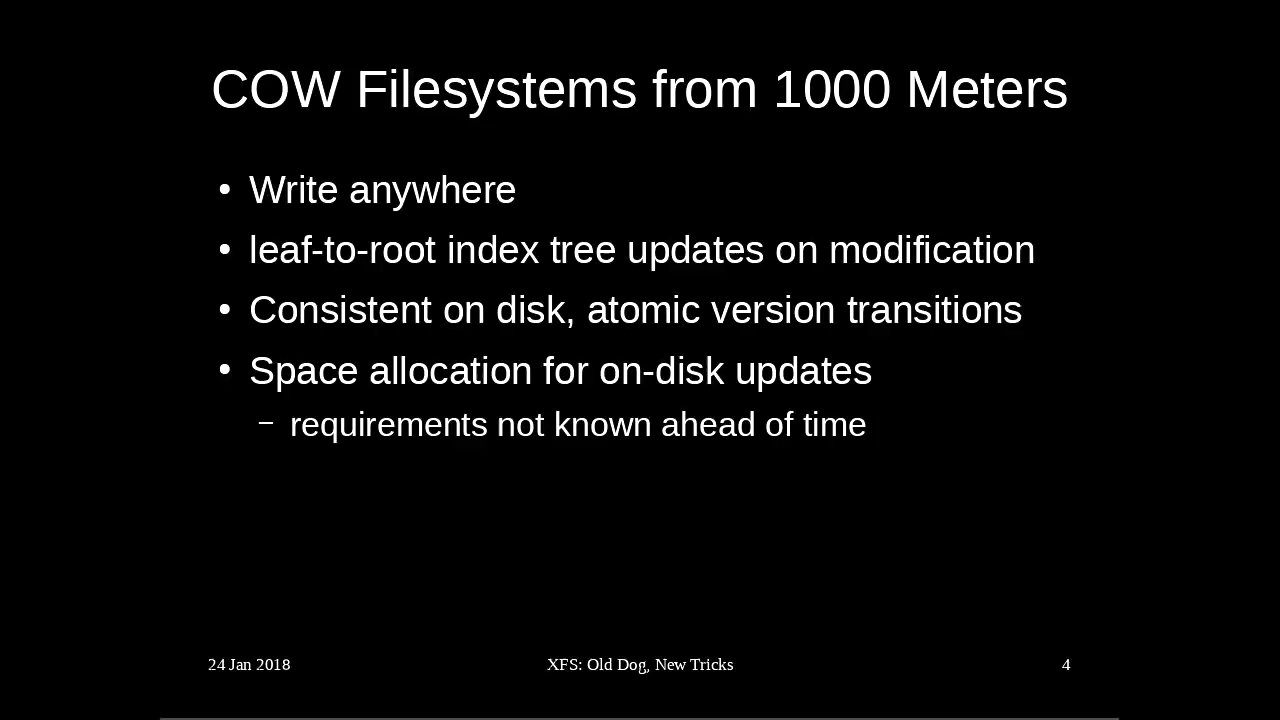 COW Filesystems from 1000 Meters
• Write anywhere
• leaf-to-root index tree updates on modification
• Consistent on disk, atomic version transitions
• Space allocation for on-disk updates
– requirements not known ahead of time
24 Jan 2018
XFS: Old Dog, New Tricks
4